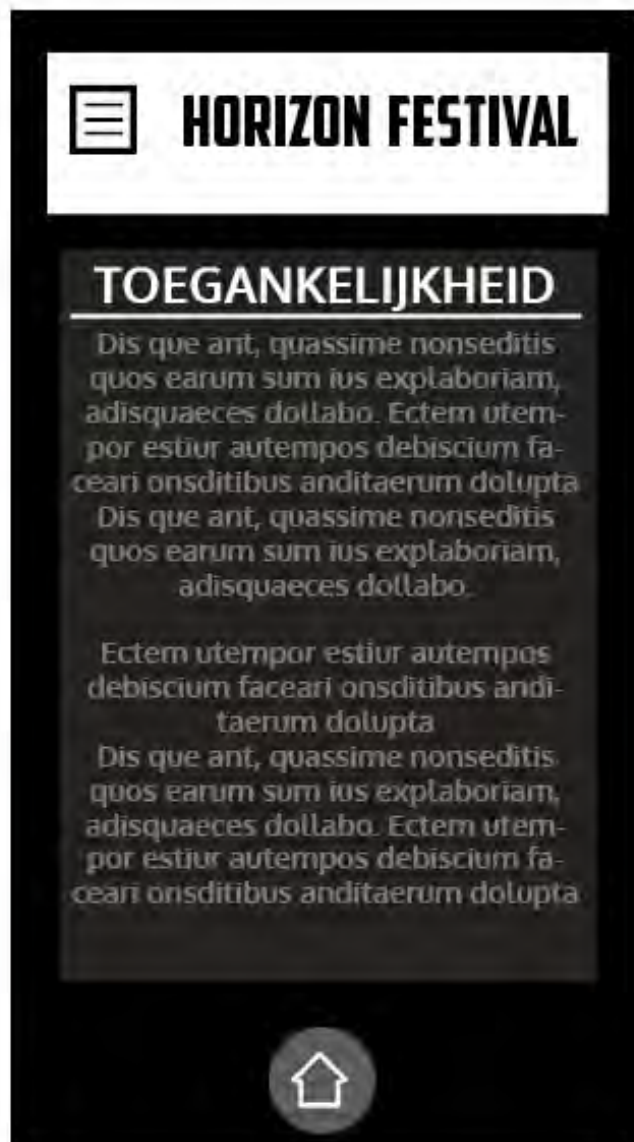 HORIZON FESTIVAL
TOEGANKELIJKHEID
Dis que ant, quassime nonseditis
quos earum sum ius explaboriam,
adisquaeces dollabo. Ectem utem-
por estiur autempos debiscium fa-
ceari onsditibus anditaerum dolupta
Dis que ant, quassime nonseditis
quos earum sum ius explaboriam,
adisquaeces dollabo.
Ectem utempor estiur autempos
debiscium faceari onsditibus andi-
taerum dolupta
Dis que ant, quassime nonseditis
quos earum sum ius explaboriam,
adisquaeces dollabo. Ectem utem-
por estiur autempos debiscium fa-
ceari onsditibus anditaerum dolupta